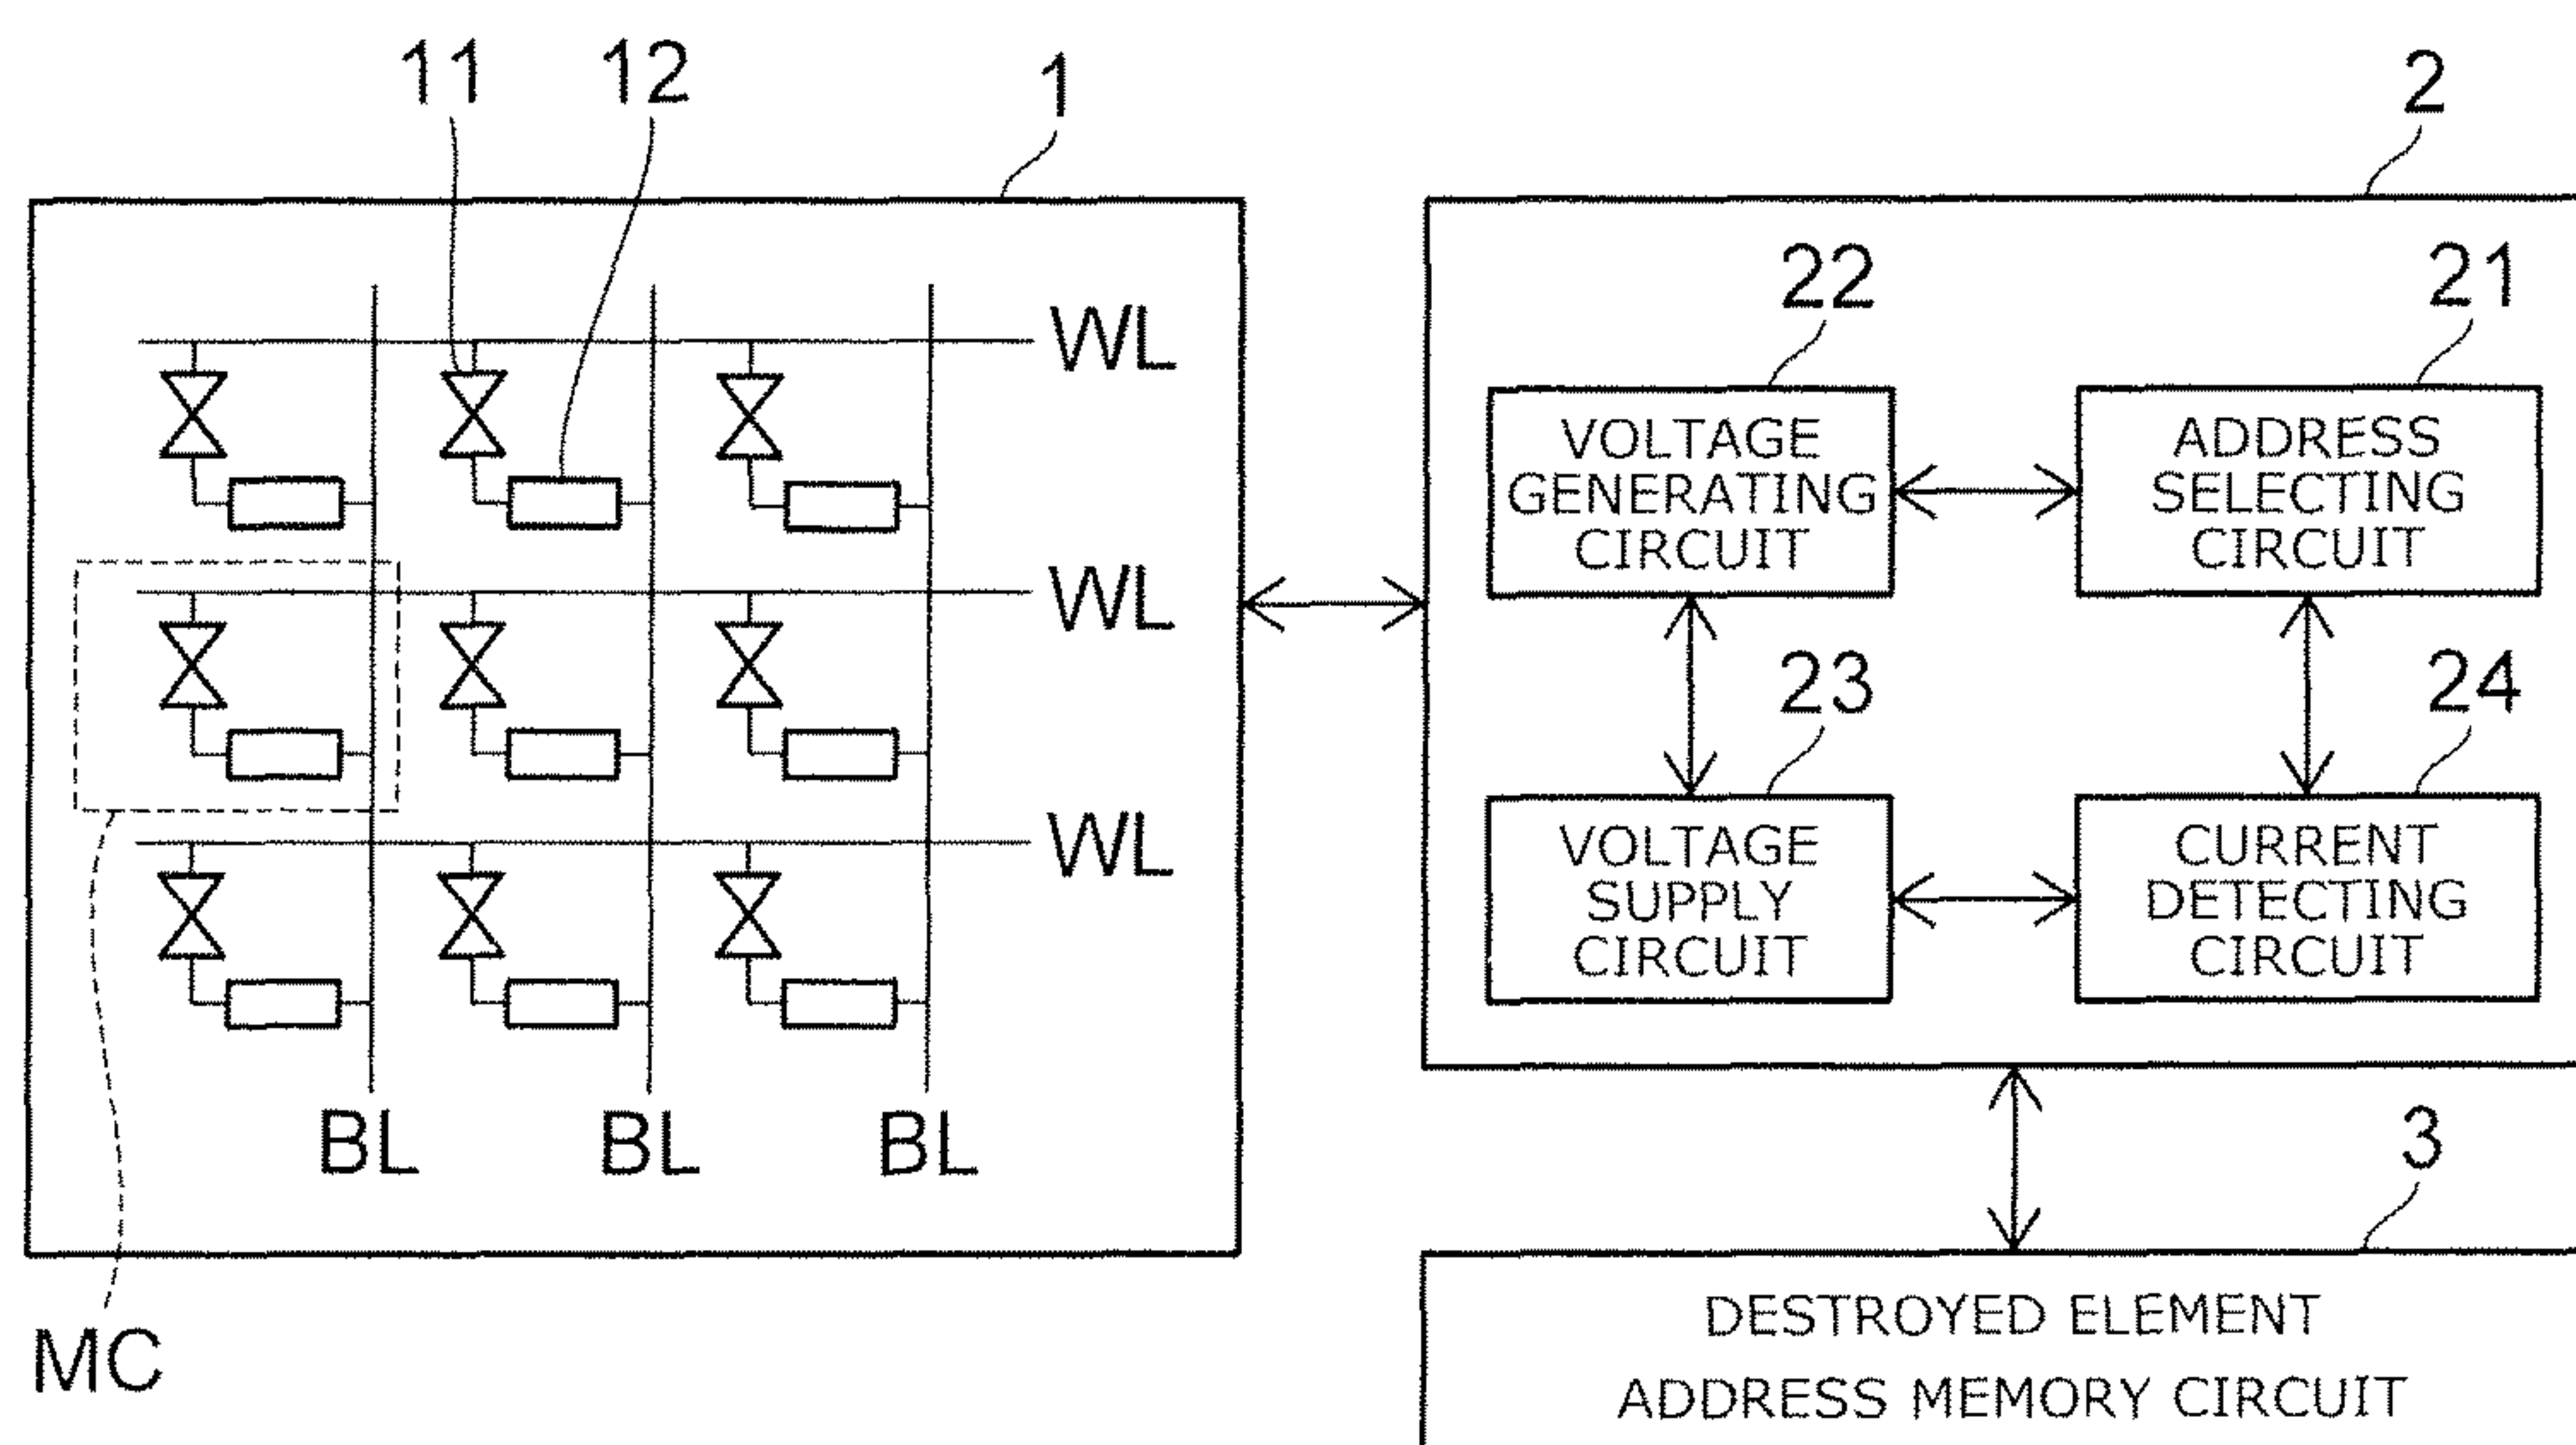 11
12
1
2
WL
WL
WL
BL
BL
BL
MC
22
21
VOLTAGE
GENERATING
CIRCUIT
ADDRESS
SELECTING
CIRCUIT
23
24
VOLTAGE
SUPPLY
CIRCUIT
CURRENT
DETECTING
CIRCUIT
3
DESTROYED ELEMENT
ADDRESS MEMORY CIRCUIT